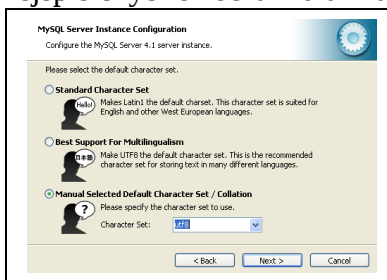 MySQL Server Instance Configuration
Configure the MySQL Server 4.1 server instance.
Please select the default character set.
Standard Character Set
Hello!
Makes Latin1 the default charset. This character set is suited for
English and other West European languages.
Best Support For Multilingualism
日本語
Make UTF8 the default character set. This is the recommended
character set for storing text in many different languages.
Manual Selected Default Character Set / Collation
?
Please specify the character set to use.
Character Set: utf8
< Back Next > Cancel